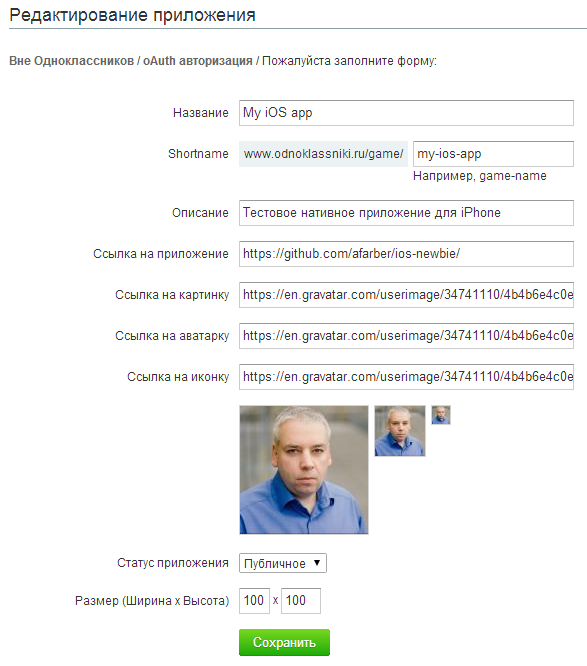 Редактирование приложения
Вне Одноклассников / oAuth авторизация / Пожалуйста заполните форму:
Название My iOS app
Shortname www.odnoklassniki.ru/game/ my-ios-app
Например, game-name
Описание Тестовое нативное приложение для iPhone
Ссылка на приложение https://github.com/afarber/ios-newbie/
Ссылка на картинку https://en.gravatar.com/userimage/34741110/4b4b6e4c0e
Ссылка на аватарку https://en.gravatar.com/userimage/34741110/4b4b6e4c0e
Ссылка на иконку https://en.gravatar.com/userimage/34741110/4b4b6e4c0e
Статус приложения Публичное
Размер (Ширина x Высота) 100 x 100
Сохранить